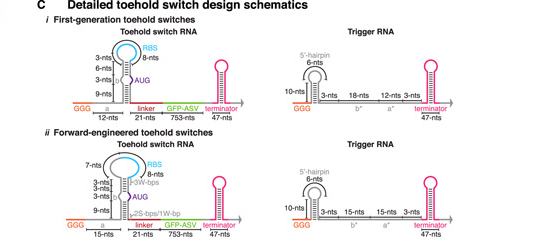 C Detailed toehold switch design schematics
i First-generation toehold switches
Toehold switch RNA
Trigger RNA
RBS
3-nts
8-nts
6-nts
3-nts
b
AUG
9-nts
GGG
a
linker
GFP-ASV
terminator
12-nts
21-nts
753-nts
47-nts
5'-hairpin
6-nts
10-nts
3-nts
18-nts
12-nts
3-nts
GGG
b*
a*
terminator
47-nts
ii Forward-engineered toehold switches
Toehold switch RNA
Trigger RNA
7-nts
RBS
8-nts
3-nts
3W-bps
3-nts
3-nts
b
AUG
9-nts
2S-bps/1W-bp
GGG
a
linker
GFP-ASV
terminator
15-nts
21-nts
753-nts
47-nts
5'-hairpin
6-nts
10-nts
3-nts
15-nts
15-nts
3-nts
GGG
b*
a*
terminator
47-nts